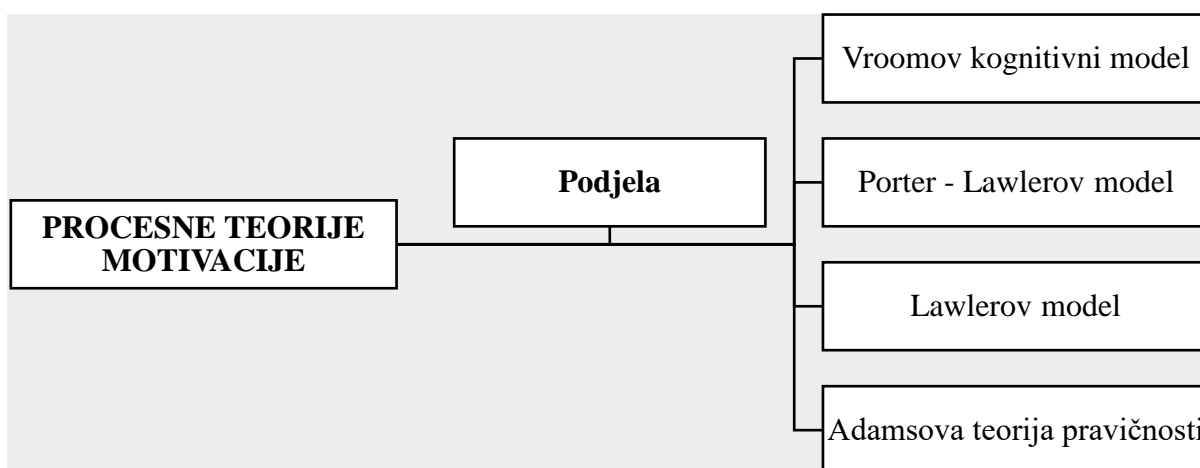 PROCESNE TEORIJE
MOTIVACIJE
Podjela
Vroomov kognitivni model
Porter - Lawlerov model
Lawlerov model
Adamsova teorija pravičnosti